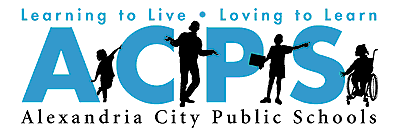 Learning to Live • Loving to Learn
ACPS
Alexandria City Public Schools